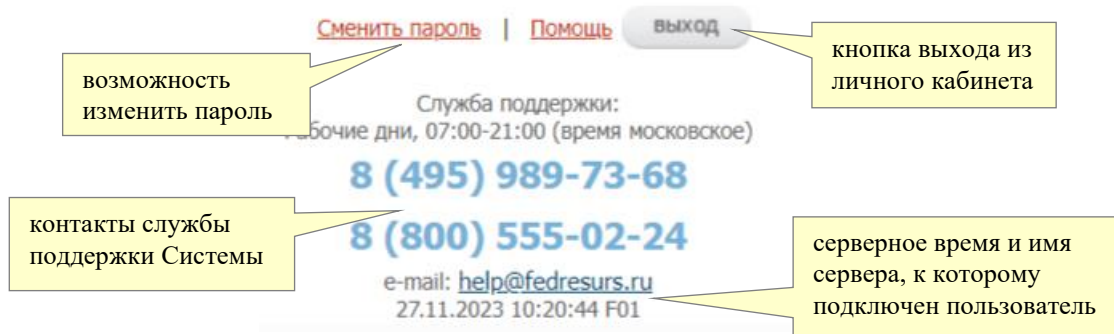 Сменить пароль | Помощь выход
кнопка выхода из
личного кабинета
возможность
изменить пароль
Служба поддержки:
бочие дни, 07:00-21:00 (время московское)
8 (495) 989-73-68
контакты службы
поддержки Системы
8 (800) 555-02-24
серверное время и имя
сервера, к которому
подключен пользователь
e-mail: help@fedresurs.ru
27.11.2023 10:20:44 F01